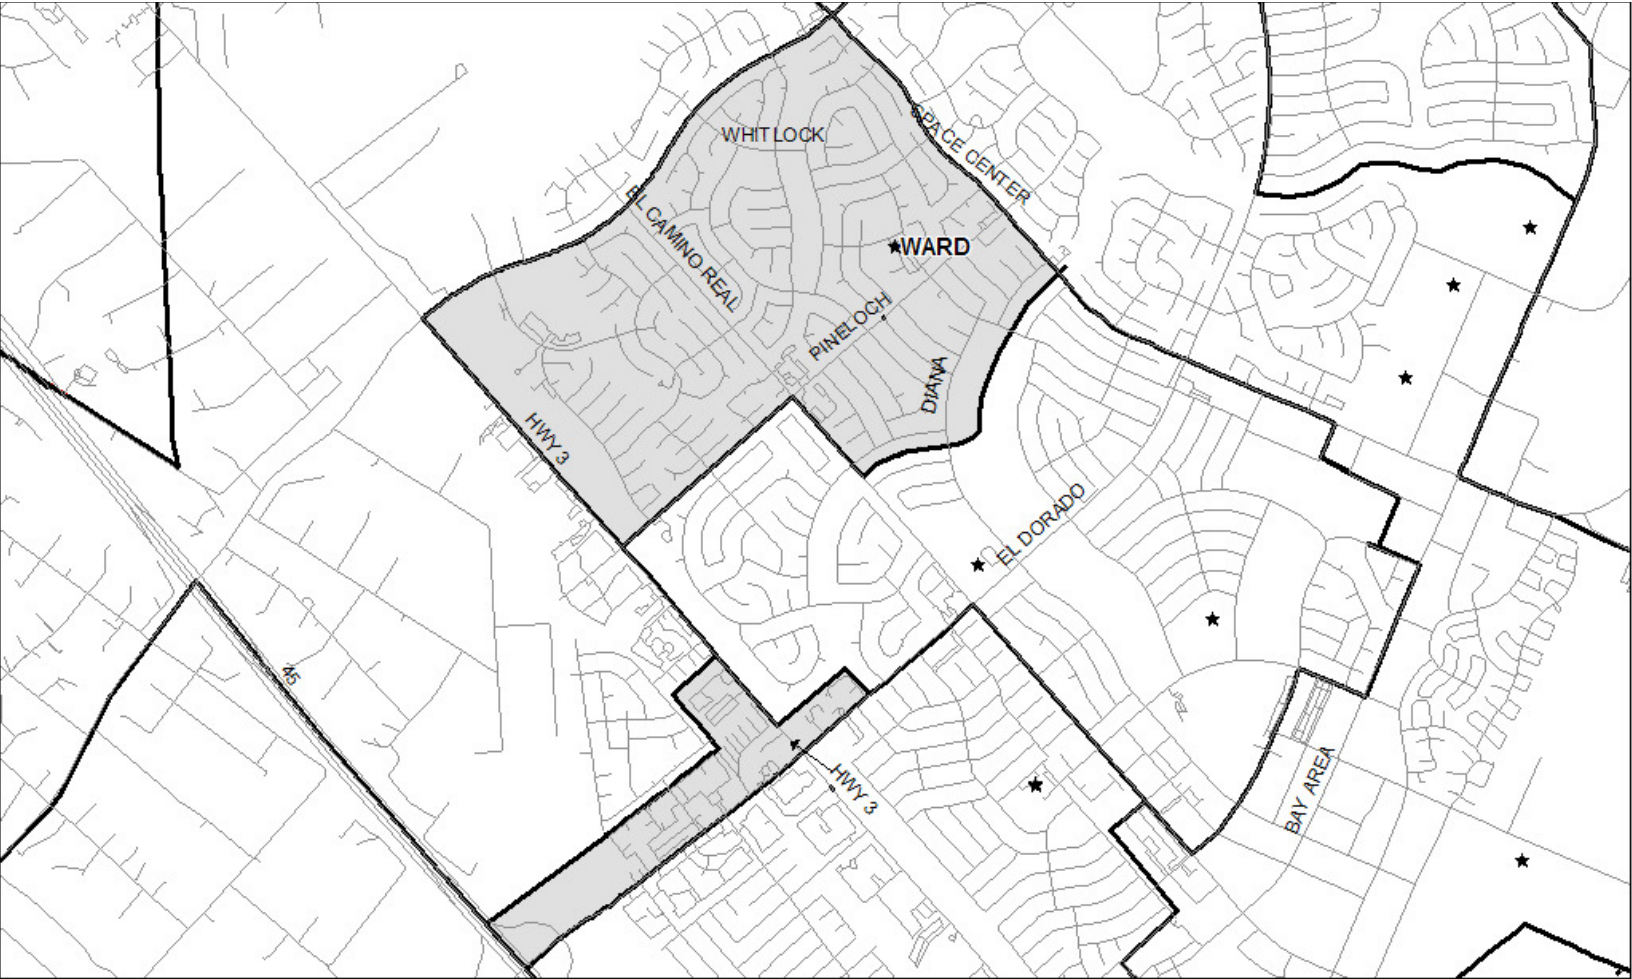 SPACE CENTER
WHITLOCK
EL CAMINO REAL
WARD
PINELOCH
DIANA
HWY 3
EL DORADO
45
HWY 3
BAY AREA